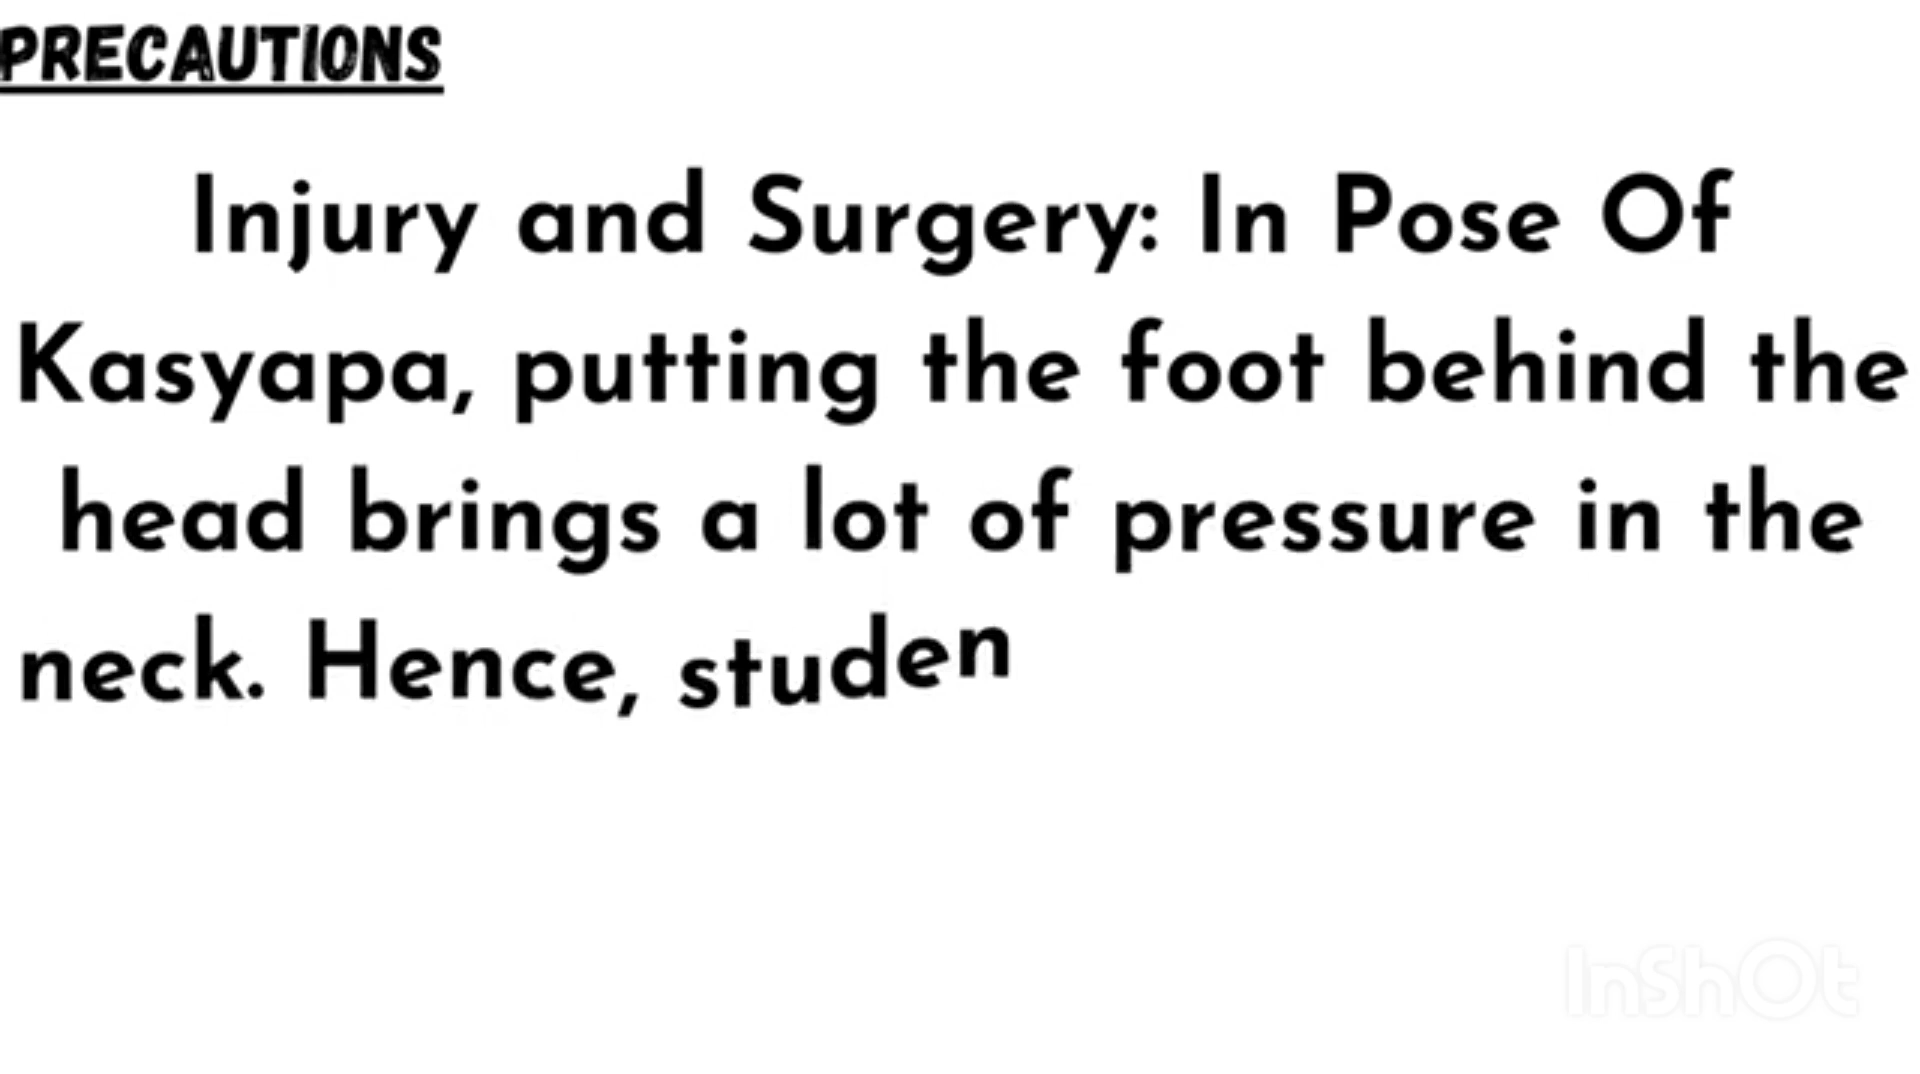 PRECAUTIONS
Injury and Surgery: In Pose Of
Kasyapa, putting the foot behind the
head brings a lot of pressure in the
neck. Hence, studen
InShOt